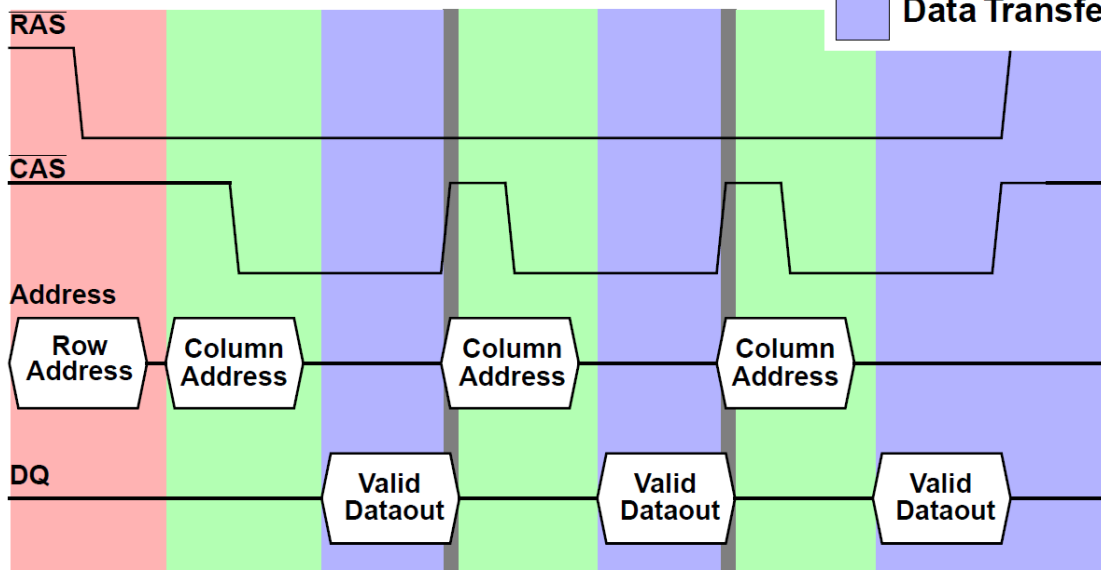 RAS
Data Transfe
CAS
Address
Row
Address
Column
Address
Column
Address
Column
Address
DQ
Valid
Dataout
Valid
Dataout
Valid
Dataout